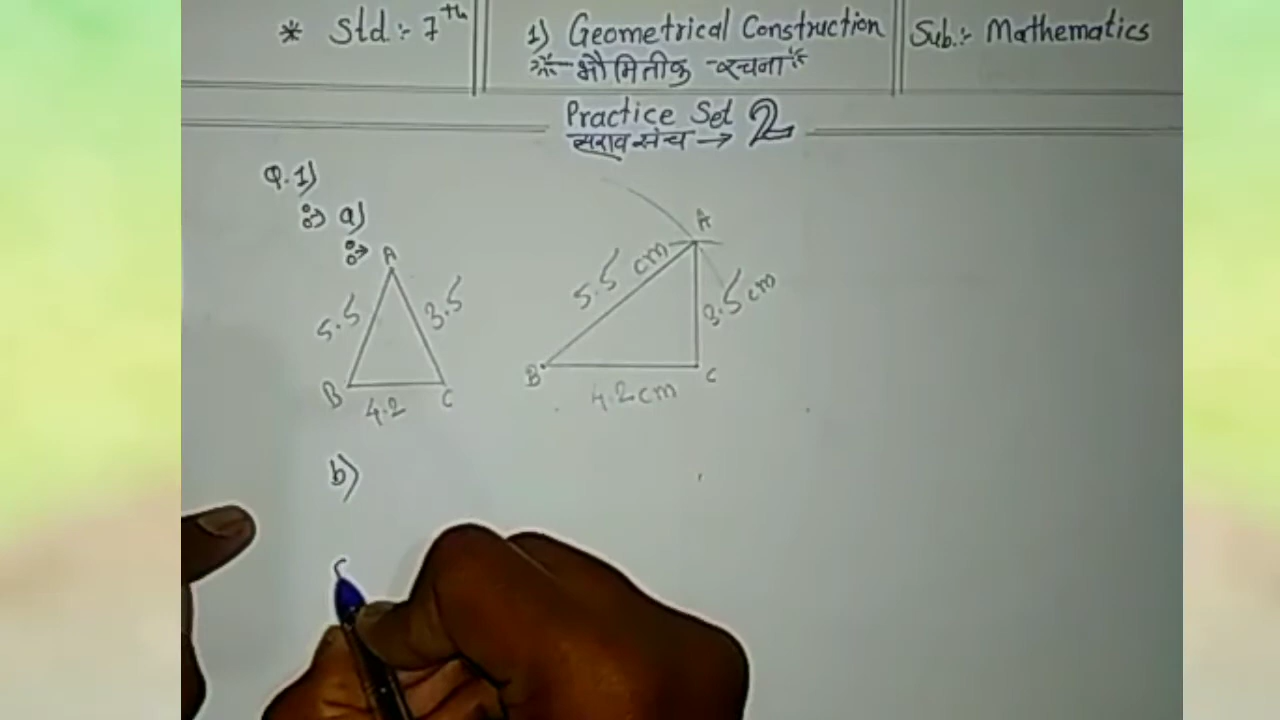 * Std :- 7th
1) Geometrical Construction
* भौमितीक रचना *
Sub.:- Mathematics
Practice Set 2
सराव संच →
Q.1)
a)
A
5.5
3.5
B
4.2
C
A
5.5 cm
3.5 cm
B
4.2 cm
C
b)